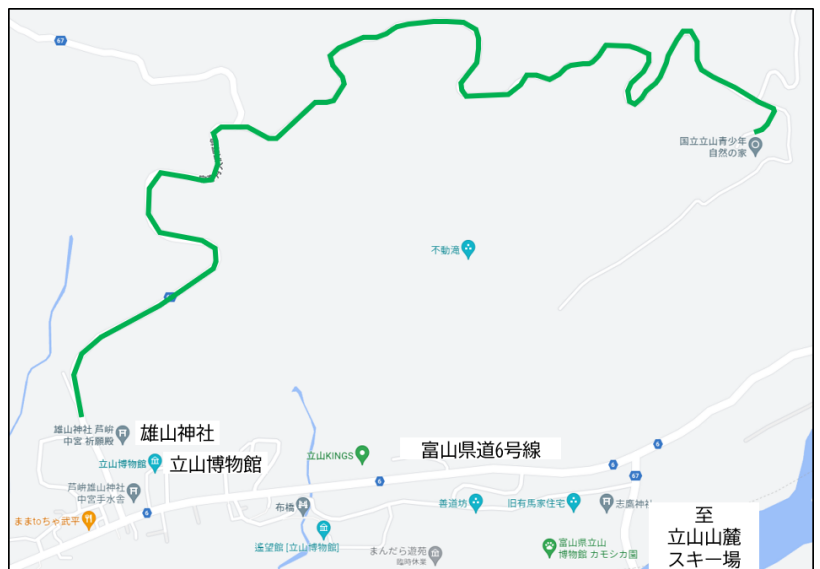 67
国立立山青少年
自然の家
不動滝
雄山神社 芦峅
中宮 祈願殿
雄山神社
立山博物館
立山博物館
立山KINGS
富山県道6号線
6
6
67
芦峅雄山神社
中宮手水舎
6
ままtoちゃ武平
布橋
善道坊
旧有馬家住宅
志鷹神社
遙望館 [立山博物館]
まんだら遊苑
臨時休業
富山県立山
博物館 カモシカ園
至
立山山麓
スキー場